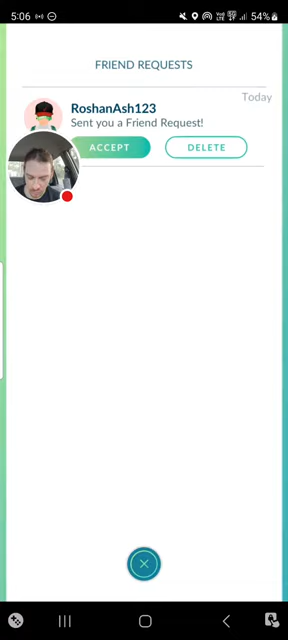 5:06
54%
FRIEND REQUESTS
Today
RoshanAsh123
Sent you a Friend Request!
ACCEPT
DELETE